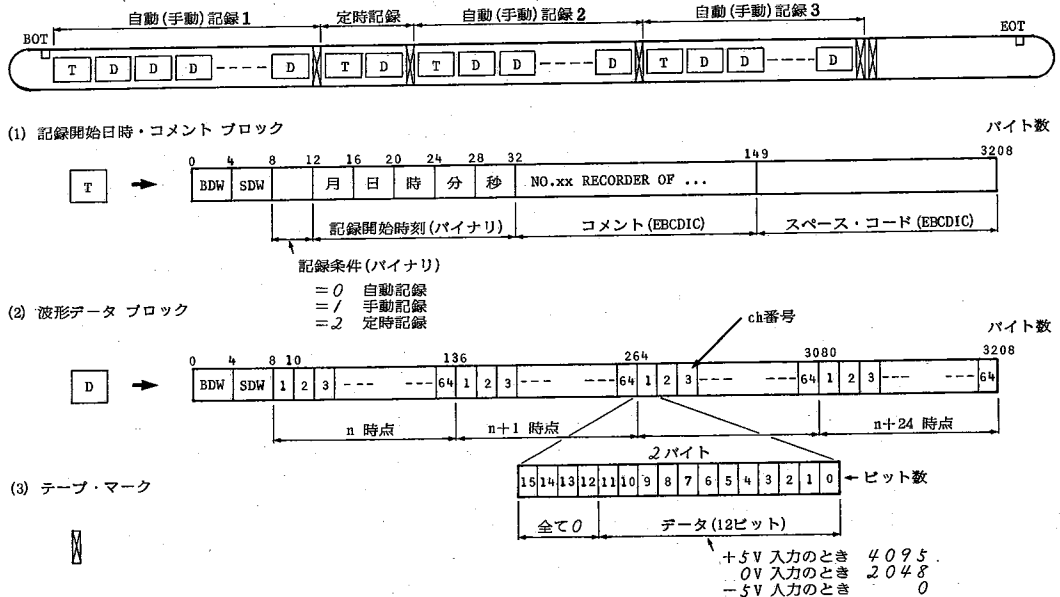 自動(手動)記録1 定時記録 自動(手動)記録2 自動(手動)記録3
BOT EOT
T D D D ---- D T D T D D ---- D T D D ---- D
(1) 記録開始日時・コメント ブロック
バイト数
0 4 8 12 16 20 24 28 32 149 3208
T BDW SDW 月 日 時 分 秒 NO.xx RECORDER OF ...
記録開始時刻(バイナリ) コメント(EBCDIC) スペース・コード(EBCDIC)
記録条件(バイナリ)
=0 自動記録
=1 手動記録
=2 定時記録
(2) 波形データ ブロック
ch番号
バイト数
0 4 8 10 136 264 3080 3208
D BDW SDW 1 2 3 --- --- 64 1 2 3 --- --- 64 1 2 3 --- --- 64 1 2 3 --- --- 64
n 時点 n+1 時点 n+24 時点
2バイト
(3) テープ・マーク
15 14 13 12 11 10 9 8 7 6 5 4 3 2 1 0 ←ビット数
全て0 データ(12ビット)
+5V 入力のとき 4095
0V 入力のとき 2048
-5V 入力のとき 0